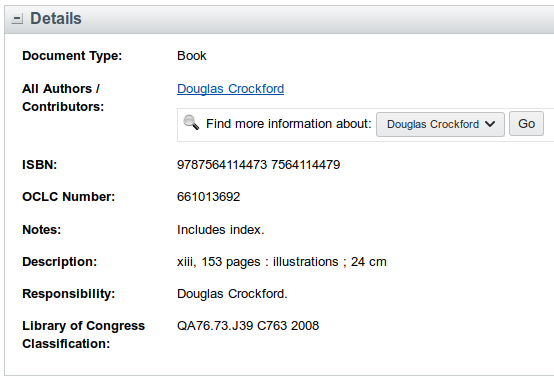 Details
Document Type: Book
All Authors / Contributors: Douglas Crockford
Find more information about: Douglas Crockford Go
ISBN: 9787564114473 7564114479
OCLC Number: 661013692
Notes: Includes index.
Description: xiii, 153 pages : illustrations ; 24 cm
Responsibility: Douglas Crockford.
Library of Congress Classification: QA76.73.J39 C763 2008